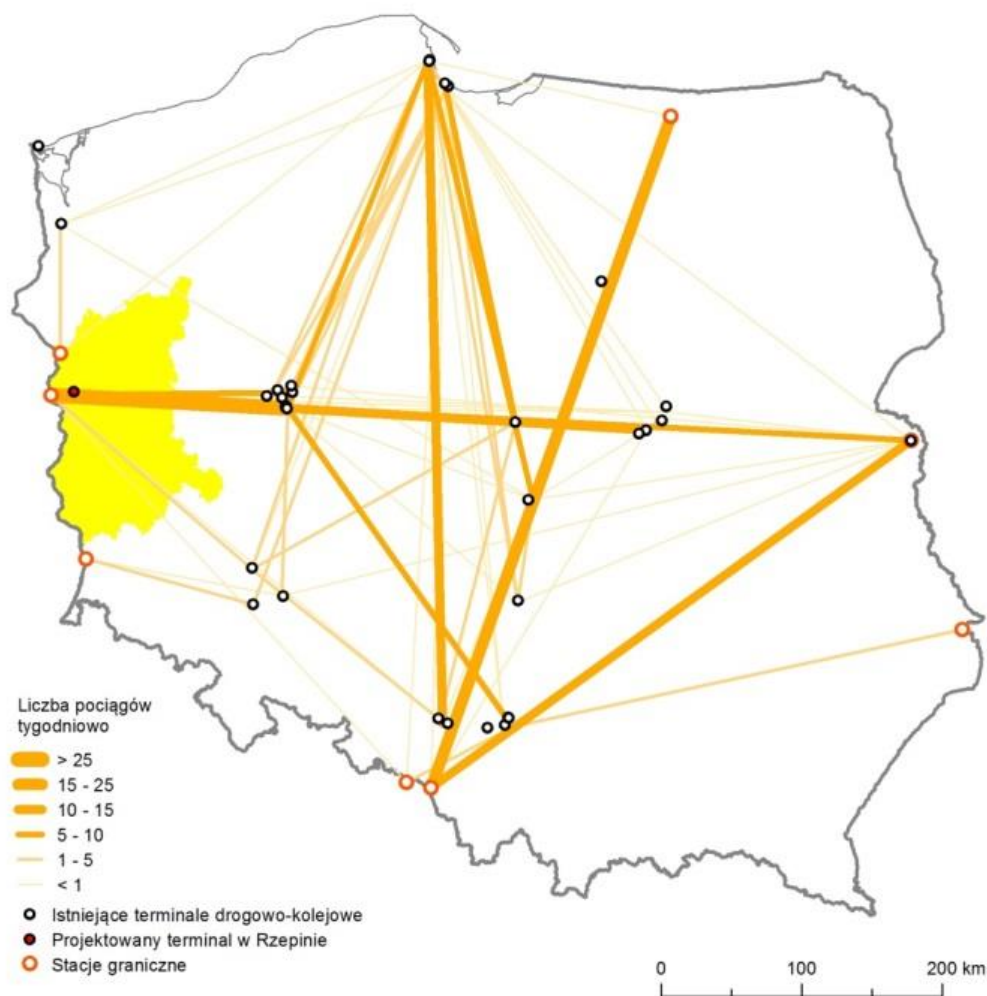 Liczba pociągów
tygodniowo
> 25
15 - 25
10 - 15
5 - 10
1 - 5
< 1
Istniejące terminale drogowo-kolejowe
Projektowany terminal w Rzepinie
Stacje graniczne
0 100 200 km